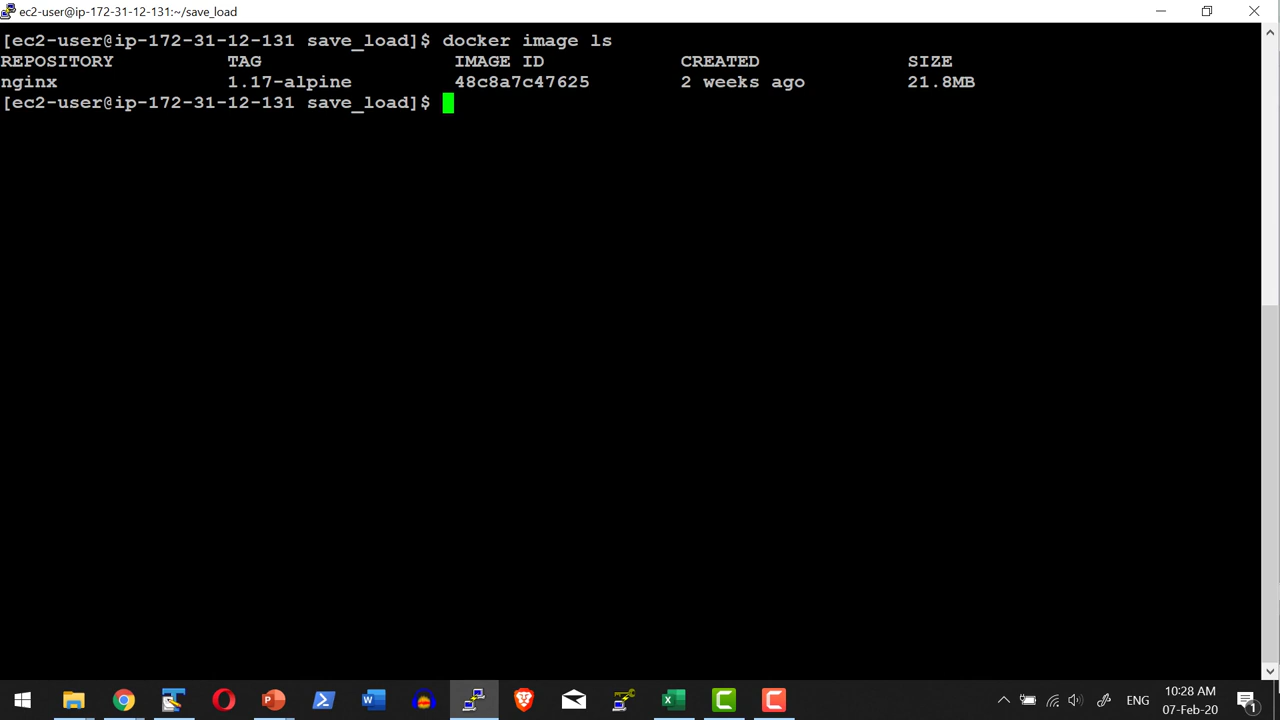 ec2-user@ip-172-31-12-131:~/save_load
[ec2-user@ip-172-31-12-131 save_load]$ docker image ls
REPOSITORY TAG IMAGE ID CREATED SIZE
nginx 1.17-alpine 48c8a7c47625 2 weeks ago 21.8MB
[ec2-user@ip-172-31-12-131 save_load]$
ENG
10:28 AM
07-Feb-20
1